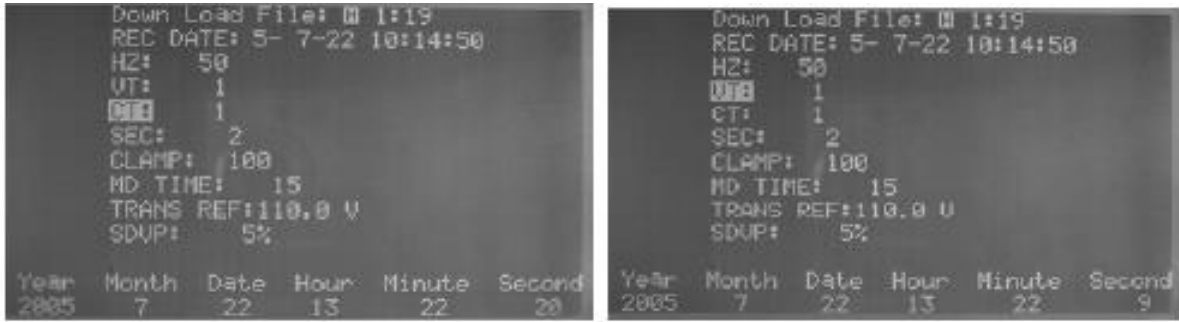 Down Load File: 1:19
REC DATE: 5- 7-22 10:14:50
HZ: 50
VT: 1
CT: 1
SEC: 2
CLAMP: 100
MD TIME: 15
TRANS REF:110.0 V
SDVP: 5%
Year Month Date Hour Minute Second
2005 7 22 13 22 20
Down Load File: 1:19
REC DATE: 5- 7-22 10:14:50
HZ: 50
VT: 1
CT: 1
SEC: 2
CLAMP: 100
MD TIME: 15
TRANS REF:110.0 V
SDVP: 5%
Year Month Date Hour Minute Second
2005 7 22 13 22 9